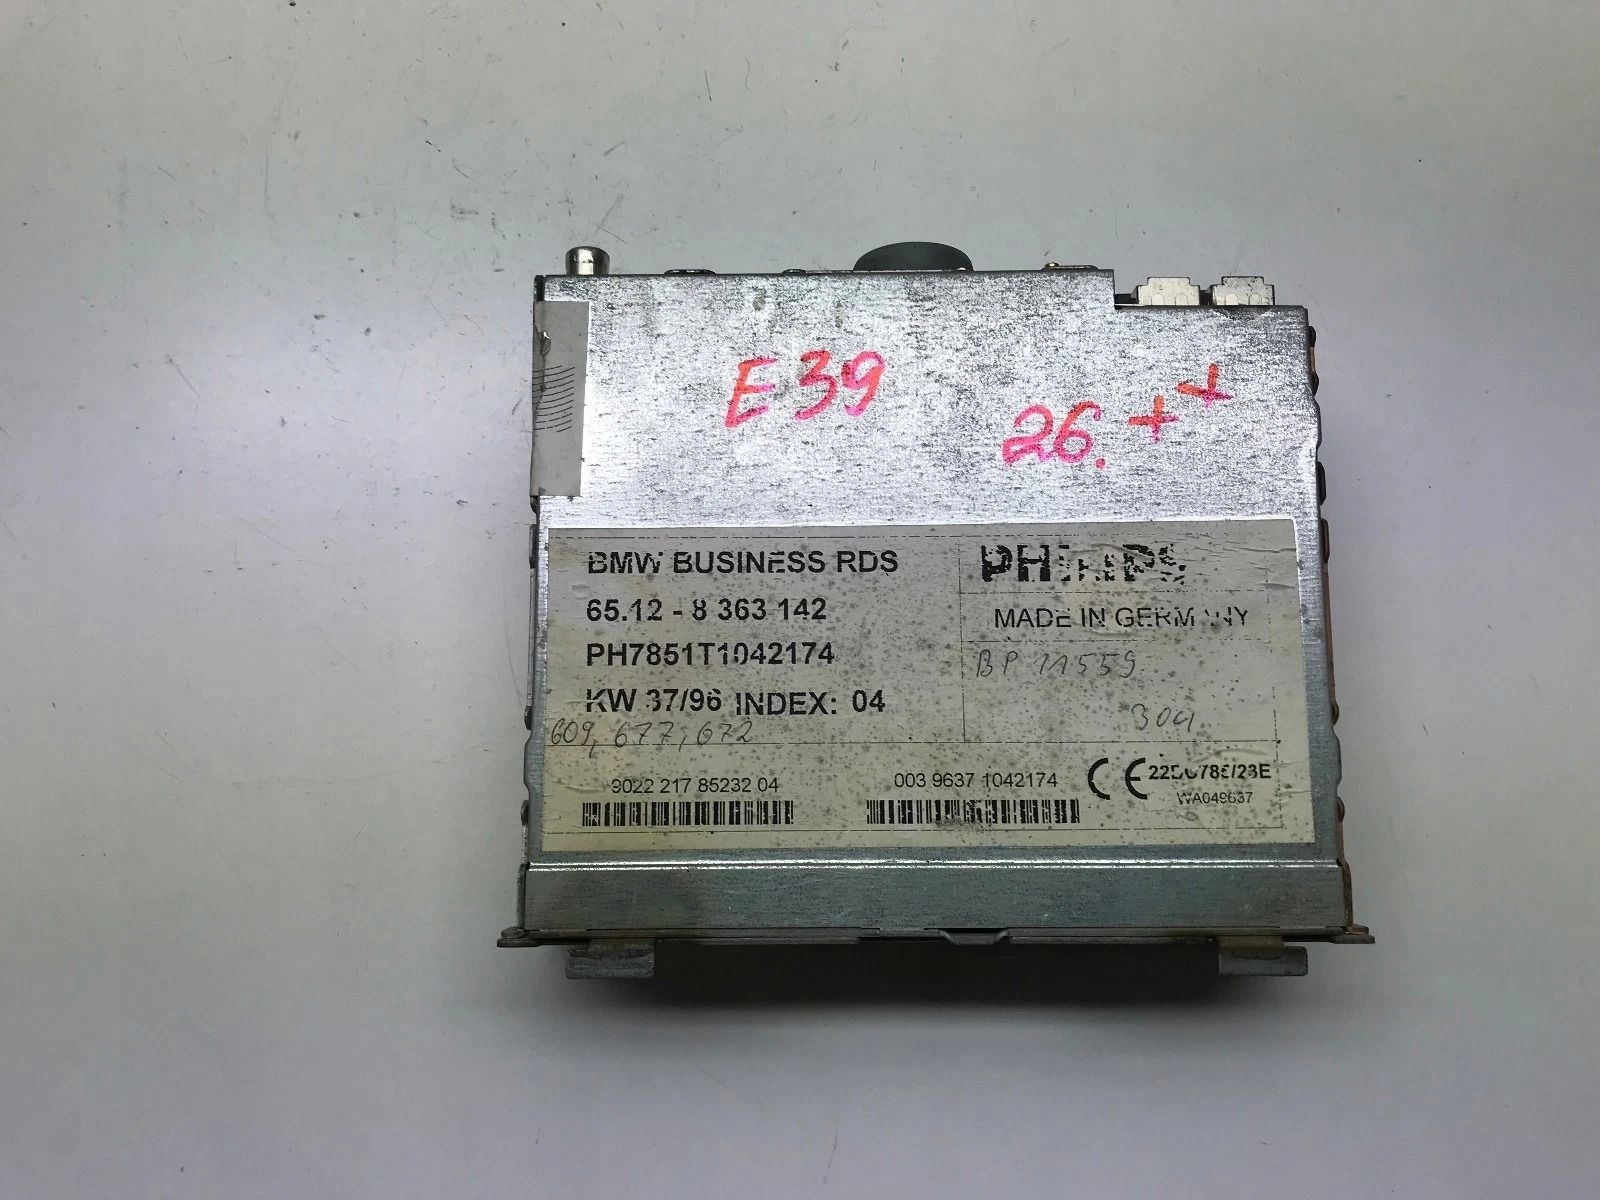 E39
26. ++
BMW BUSINESS RDS
PHILIPS
65.12 - 8 363 142
MADE IN GERMANY
PH7851T1042174
BP 11559
KW 37/96 INDEX: 04
304
609, 677, 672
9022 217 85232 04
003 9637 1042174
CE
WA049637